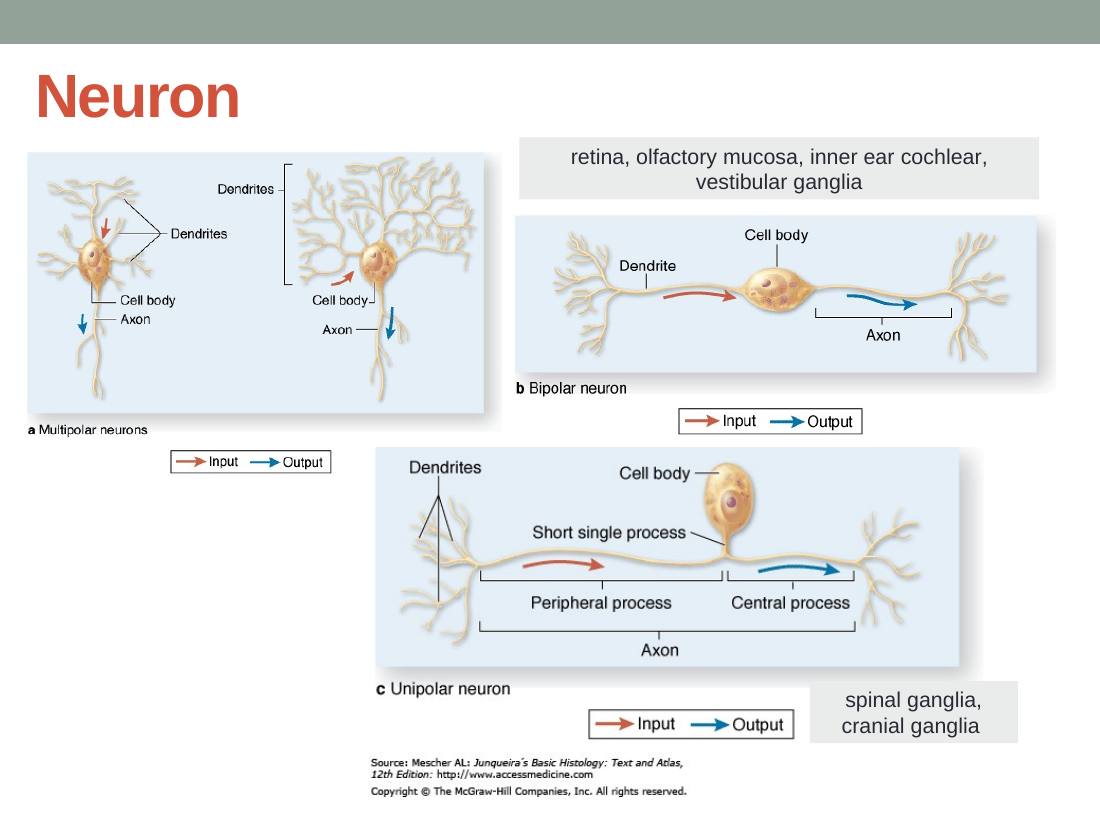 Neuron
retina, olfactory mucosa, inner ear cochlear,
vestibular ganglia
Dendrites
Dendrites
Cell body
Axon
Cell body
Axon
a Multipolar neurons
Input Output
Cell body
Dendrite
Axon
b Bipolar neuron
Input Output
Dendrites
Cell body
Short single process
Peripheral process
Central process
Axon
c Unipolar neuron
Input Output
spinal ganglia,
cranial ganglia
Source: Mescher AL: Junqueira´s Basic Histology: Text and Atlas,
12th Edition: http://www.accessmedicine.com
Copyright © The McGraw-Hill Companies, Inc. All rights reserved.